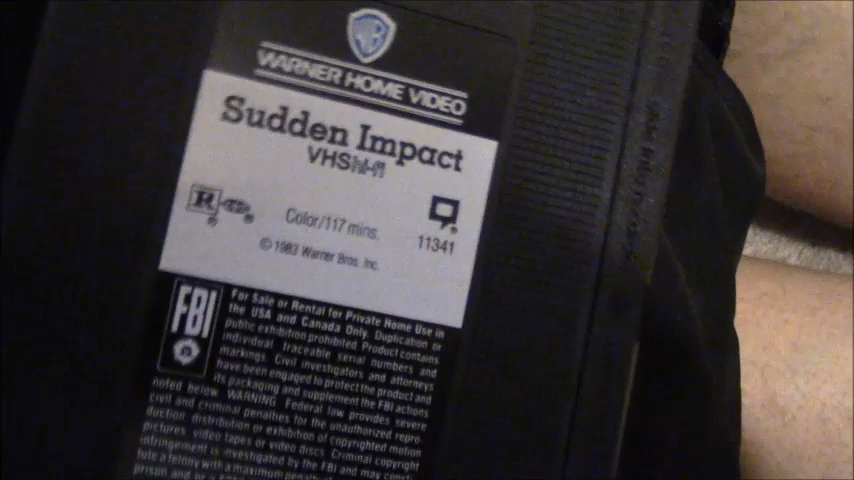 WB
WARNER HOME VIDEO
Sudden Impact
VHS hi-fi
R
Color/117 mins.
11341
© 1983 Warner Bros. Inc.
FBI
For Sale or Rental for Private Home Use in
the USA and Canada Only. Duplication or
public exhibition prohibited. Product contains
individual traceable serial numbers and
markings. Civil investigators and attorneys
have been engaged to protect the product and
its packaging and supplement the FBI actions
noted below. WARNING: Federal law provides severe
civil and criminal penalties for the unauthorized repro-
duction, distribution or exhibition of copyrighted motion
pictures, video tapes or video discs. Criminal copyright
infringement is investigated by the FBI and may consti-
tute a felony with a maximum penalty
prison and or a